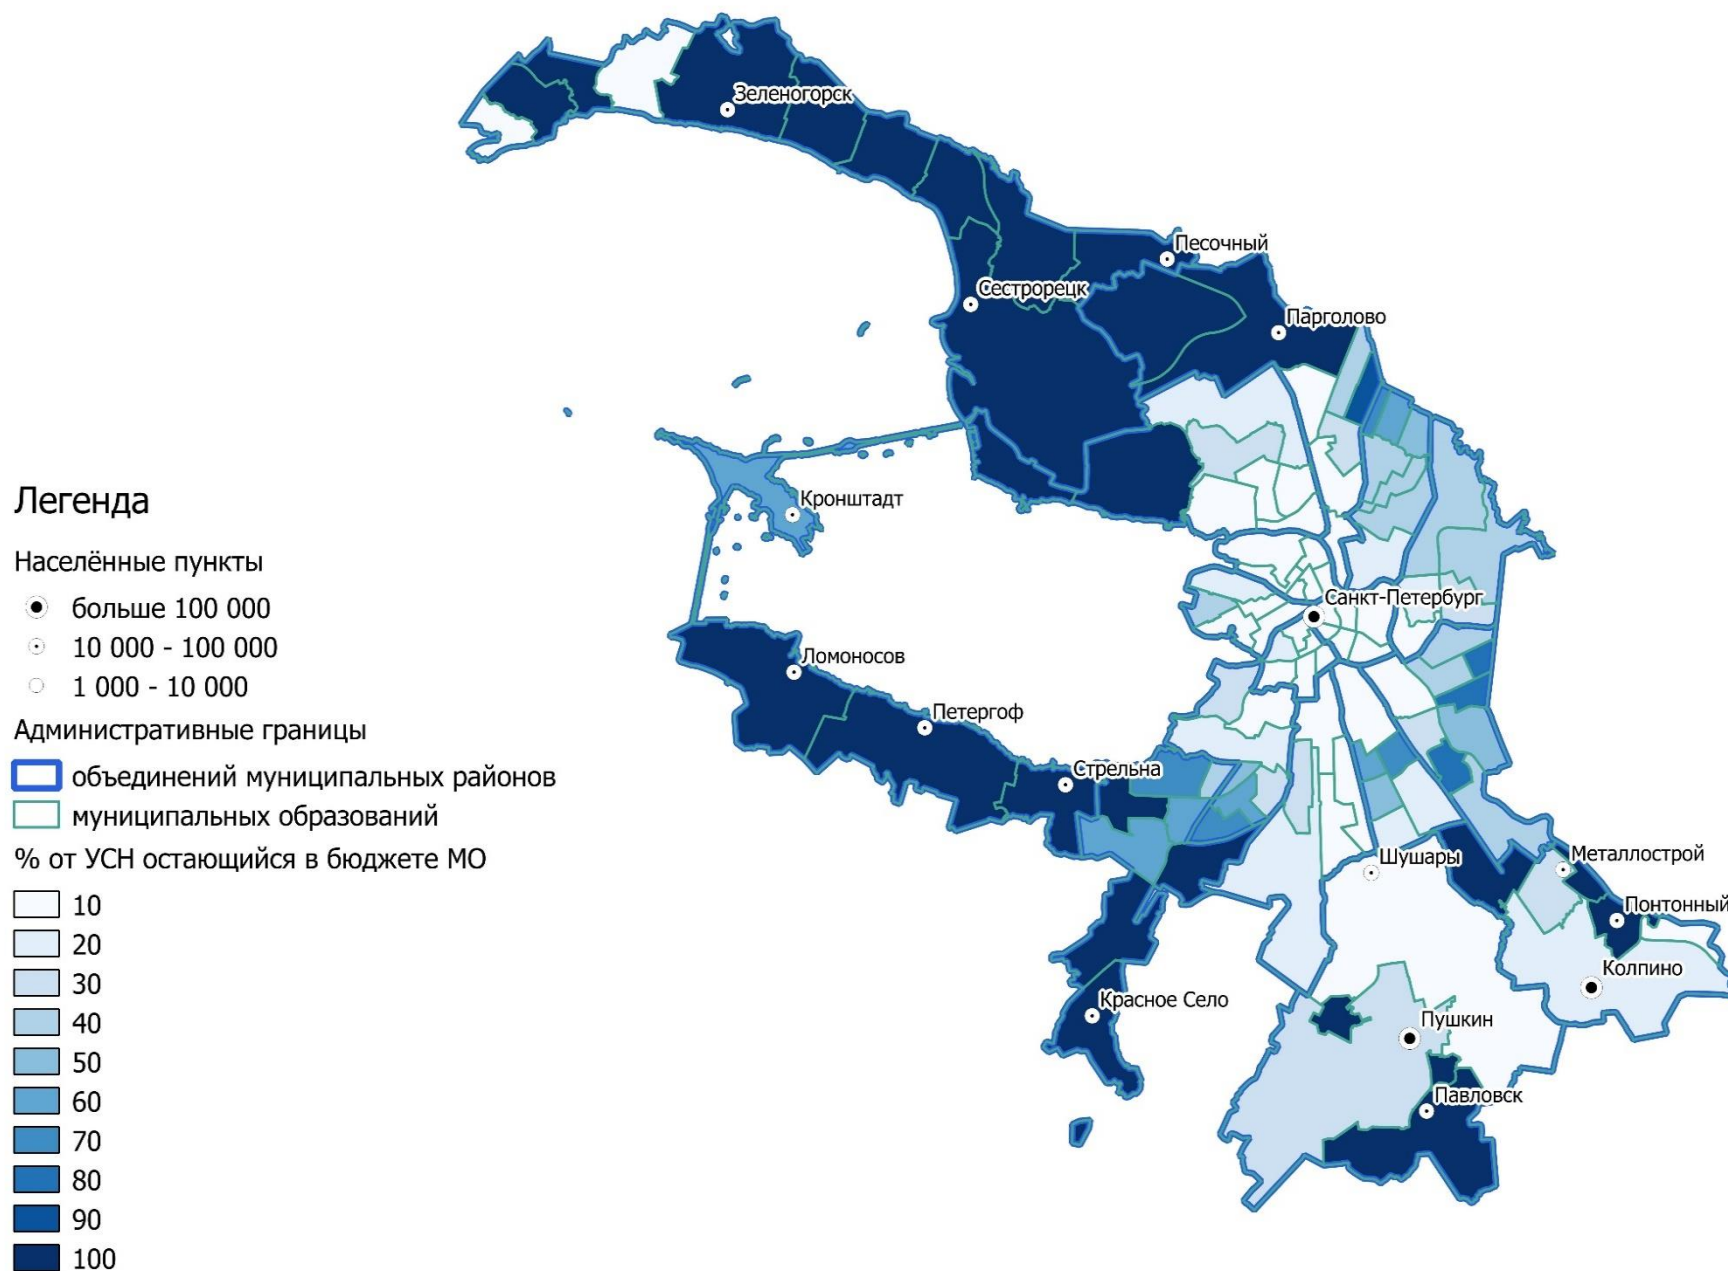 Зеленогорск
Песочный
Сестрорецк
Парголово
Кронштадт
Санкт-Петербург
Ломоносов
Петергоф
Стрельна
Шушары
Металлострой
Понтонный
Колпино
Красное Село
Пушкин
Павловск
Легенда
Населённые пункты
больше 100 000
10 000 - 100 000
1 000 - 10 000
Административные границы
объединений муниципальных районов
муниципальных образований
% от УСН остающийся в бюджете МО
10
20
30
40
50
60
70
80
90
100